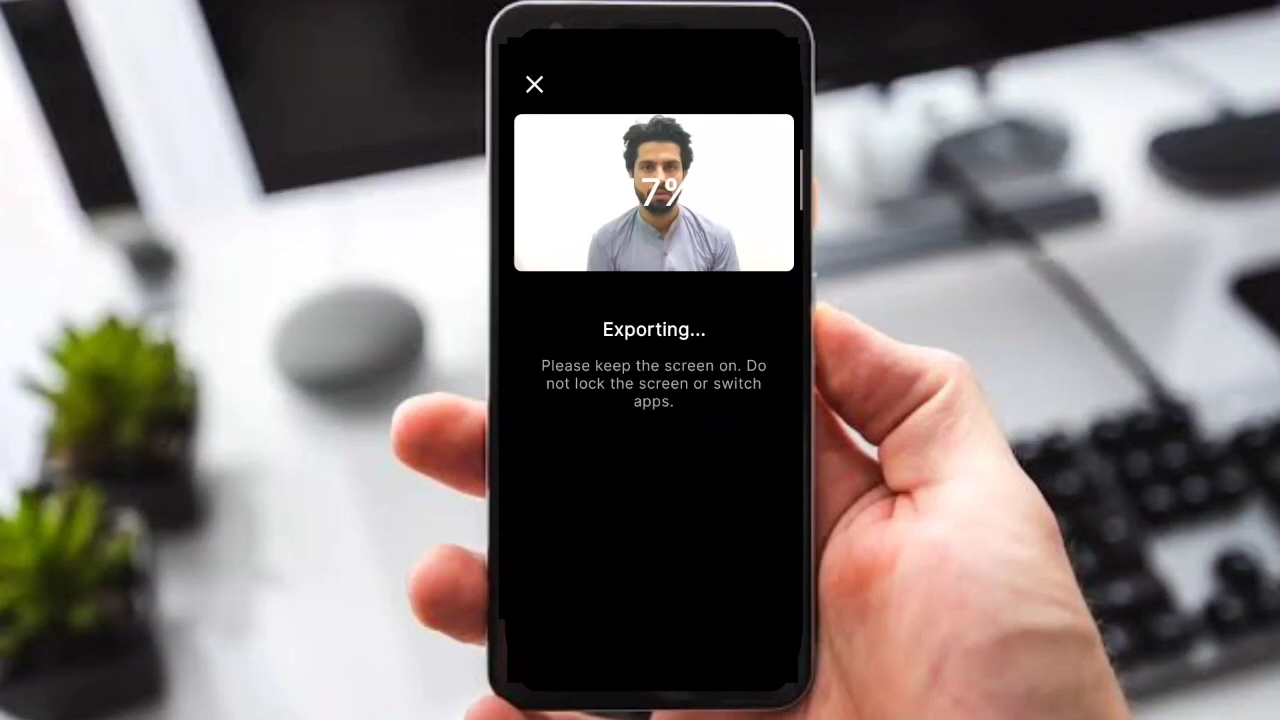 7%
Exporting...
Please keep the screen on. Do
not lock the screen or switch
apps.